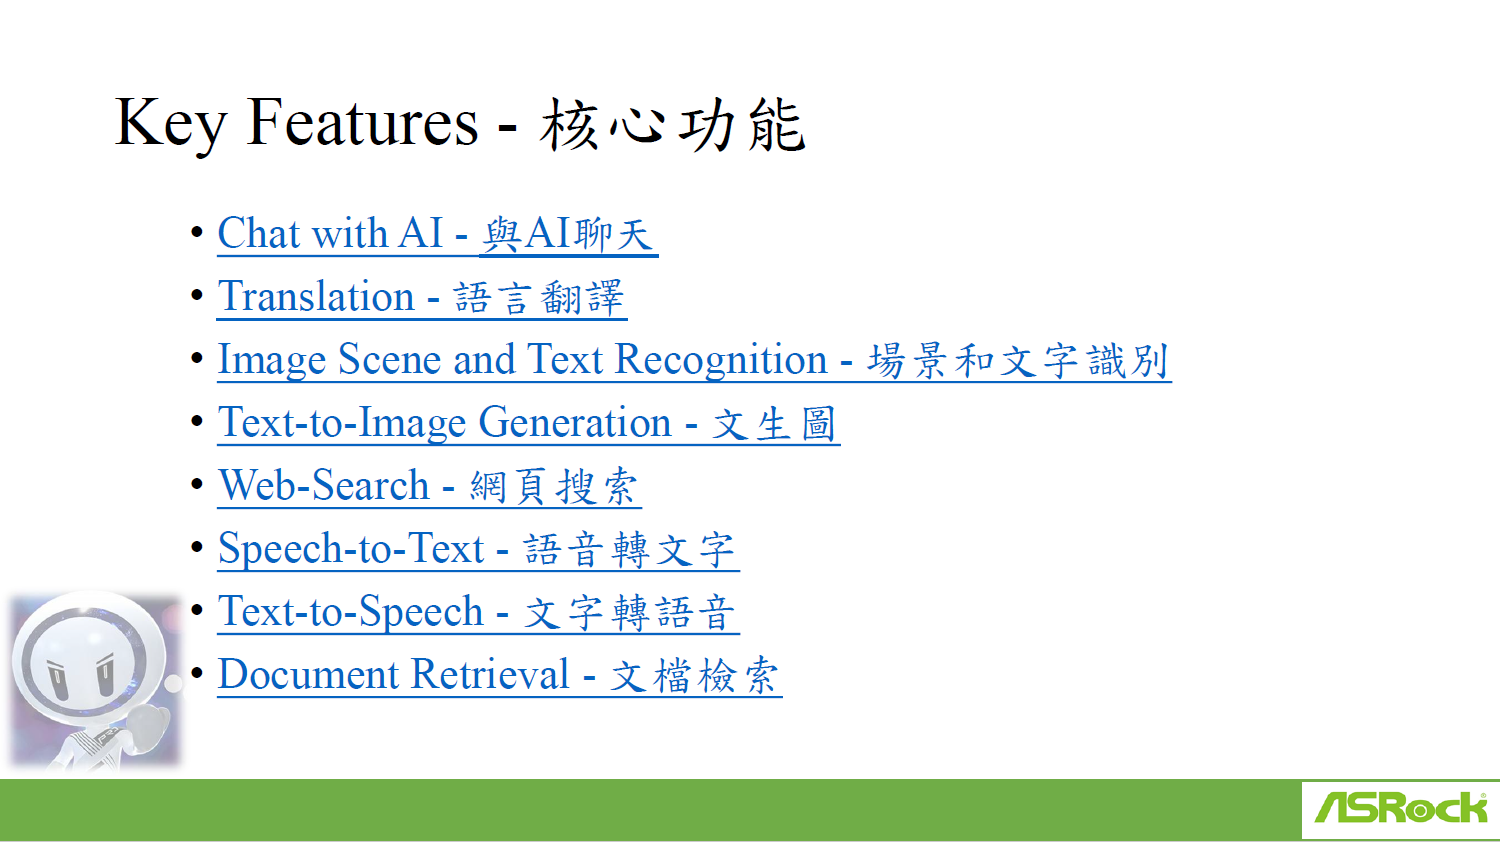 Key Features - 核心功能
• Chat with AI - 與AI聊天
• Translation - 語言翻譯
• Image Scene and Text Recognition - 場景和文字識別
• Text-to-Image Generation - 文生圖
• Web-Search - 網頁搜索
• Speech-to-Text - 語音轉文字
• Text-to-Speech - 文字轉語音
• Document Retrieval - 文檔檢索
ASRock®